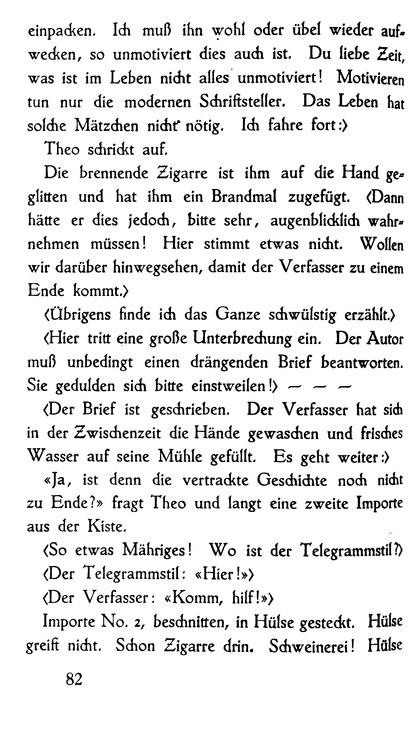 einpacken. Ich muß ihn wohl oder übel wieder auf-
wecken, so unmotiviert dies auch ist. Du liebe Zeit,
was ist im Leben nicht alles unmotiviert! Motivieren
tun nur die modernen Schriftsteller. Das Leben hat
solche Mätzchen nicht nötig. Ich fahre fort:〉
Theo schrickt auf.
Die brennende Zigarre ist ihm auf die Hand ge-
glitten und hat ihm ein Brandmal zugefügt. 〈Dann
hätte er dies jedoch, bitte sehr, augenblicklich wahr-
nehmen müssen! Hier stimmt etwas nicht. Wollen
wir darüber hinwegsehen, damit der Verfasser zu einem
Ende kommt.〉
〈Übrigens finde ich das Ganze schwülstig erzählt.〉
〈Hier tritt eine große Unterbrechung ein. Der Autor
muß unbedingt einen drängenden Brief beantworten.
Sie gedulden sich bitte einstweilen!〉 — — —
〈Der Brief ist geschrieben. Der Verfasser hat sich
in der Zwischenzeit die Hände gewaschen und frisches
Wasser auf seine Mühle gefüllt. Es geht weiter:〉
«Ja, ist denn die vertrackte Geschichte noch nicht
zu Ende?» fragt Theo und langt eine zweite Importe
aus der Kiste.
〈So etwas Mähriges! Wo ist der Telegrammstil?〉
〈Der Telegrammstil: «Hier!»〉
〈Der Verfasser: «Komm, hilf!»〉
Importe No. 2, beschnitten, in Hülse gesteckt. Hülse
greift nicht. Schon Zigarre drin. Schweinerei! Hülse
82